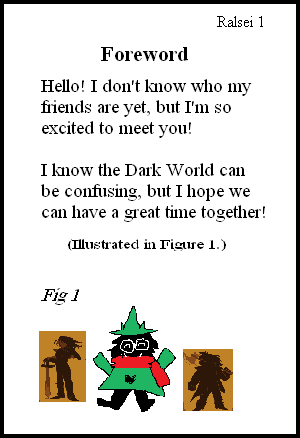 Ralsei 1
Foreword
Hello! I don't know who my
friends are yet, but I'm so
excited to meet you!
I know the Dark World can
be confusing, but I hope we
can have a great time together!
(Illustrated in Figure 1.)
Fig 1